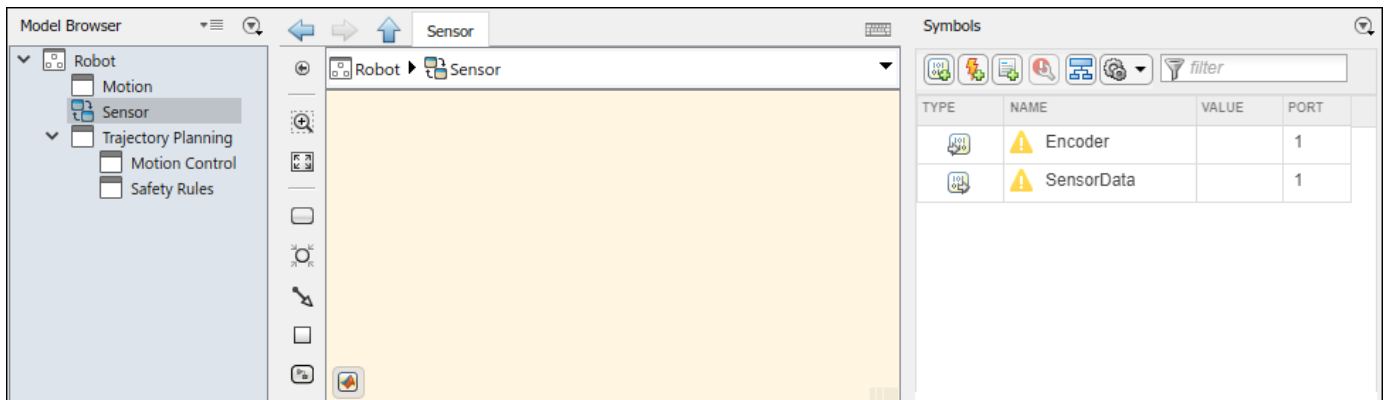 Model Browser
Robot
Motion
Sensor
Trajectory Planning
Motion Control
Safety Rules
Sensor
Robot Sensor
Symbols
filter
TYPE NAME VALUE PORT
Encoder 1
SensorData 1